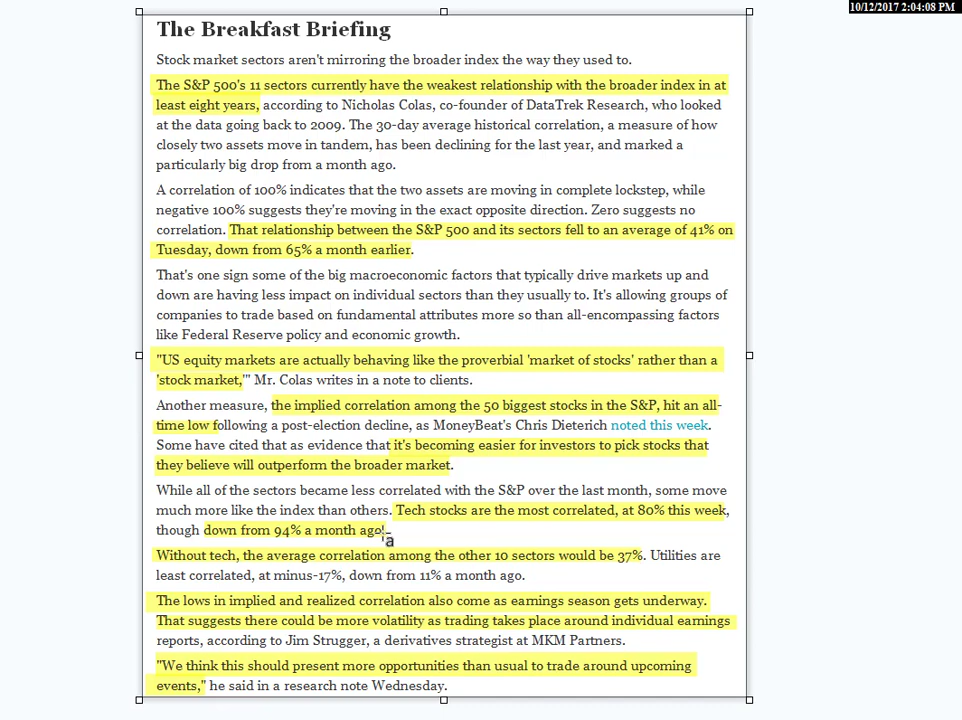 10/12/2017 2:04:08 PM
The Breakfast Briefing
Stock market sectors aren't mirroring the broader index the way they used to.
The S&P 500's 11 sectors currently have the weakest relationship with the broader index in at
least eight years, according to Nicholas Colas, co-founder of DataTrek Research, who looked
at the data going back to 2009. The 30-day average historical correlation, a measure of how
closely two assets move in tandem, has been declining for the last year, and marked a
particularly big drop from a month ago.
A correlation of 100% indicates that the two assets are moving in complete lockstep, while
negative 100% suggests they're moving in the exact opposite direction. Zero suggests no
correlation. That relationship between the S&P 500 and its sectors fell to an average of 41% on
Tuesday, down from 65% a month earlier.
That's one sign some of the big macroeconomic factors that typically drive markets up and
down are having less impact on individual sectors than they usually to. It's allowing groups of
companies to trade based on fundamental attributes more so than all-encompassing factors
like Federal Reserve policy and economic growth.
"US equity markets are actually behaving like the proverbial 'market of stocks' rather than a
'stock market,'" Mr. Colas writes in a note to clients.
Another measure, the implied correlation among the 50 biggest stocks in the S&P, hit an all-
time low following a post-election decline, as MoneyBeat's Chris Dieterich noted this week.
Some have cited that as evidence that it's becoming easier for investors to pick stocks that
they believe will outperform the broader market.
While all of the sectors became less correlated with the S&P over the last month, some move
much more like the index than others. Tech stocks are the most correlated, at 80% this week,
though down from 94% a month ago.
Without tech, the average correlation among the other 10 sectors would be 37%. Utilities are
least correlated, at minus-17%, down from 11% a month ago.
The lows in implied and realized correlation also come as earnings season gets underway.
That suggests there could be more volatility as trading takes place around individual earnings
reports, according to Jim Strugger, a derivatives strategist at MKM Partners.
"We think this should present more opportunities than usual to trade around upcoming
events," he said in a research note Wednesday.